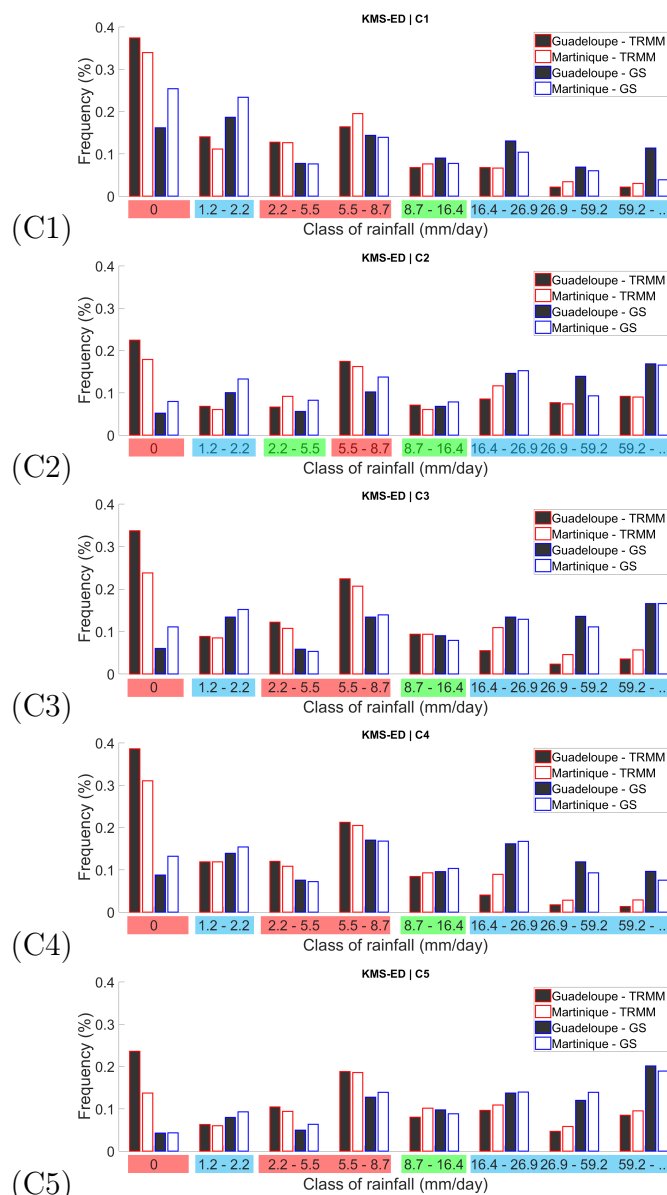 KMS-ED | C1
Frequency (%)
0.4
0.3
0.2
0.1
0
Guadeloupe - TRMM
Martinique - TRMM
Guadeloupe - GS
Martinique - GS
0 1.2 - 2.2 2.2 - 5.5 5.5 - 8.7 8.7 - 16.4 16.4 - 26.9 26.9 - 59.2 59.2 - ...
Class of rainfall (mm/day)
(C1)
KMS-ED | C2
Frequency (%)
0.4
0.3
0.2
0.1
0
Guadeloupe - TRMM
Martinique - TRMM
Guadeloupe - GS
Martinique - GS
0 1.2 - 2.2 2.2 - 5.5 5.5 - 8.7 8.7 - 16.4 16.4 - 26.9 26.9 - 59.2 59.2 - ...
Class of rainfall (mm/day)
(C2)
KMS-ED | C3
Frequency (%)
0.4
0.3
0.2
0.1
0
Guadeloupe - TRMM
Martinique - TRMM
Guadeloupe - GS
Martinique - GS
0 1.2 - 2.2 2.2 - 5.5 5.5 - 8.7 8.7 - 16.4 16.4 - 26.9 26.9 - 59.2 59.2 - ...
Class of rainfall (mm/day)
(C3)
KMS-ED | C4
Frequency (%)
0.4
0.3
0.2
0.1
0
Guadeloupe - TRMM
Martinique - TRMM
Guadeloupe - GS
Martinique - GS
0 1.2 - 2.2 2.2 - 5.5 5.5 - 8.7 8.7 - 16.4 16.4 - 26.9 26.9 - 59.2 59.2 - ...
Class of rainfall (mm/day)
(C4)
KMS-ED | C5
Frequency (%)
0.4
0.3
0.2
0.1
0
Guadeloupe - TRMM
Martinique - TRMM
Guadeloupe - GS
Martinique - GS
0 1.2 - 2.2 2.2 - 5.5 5.5 - 8.7 8.7 - 16.4 16.4 - 26.9 26.9 - 59.2 59.2 - ...
Class of rainfall (mm/day)
(C5)